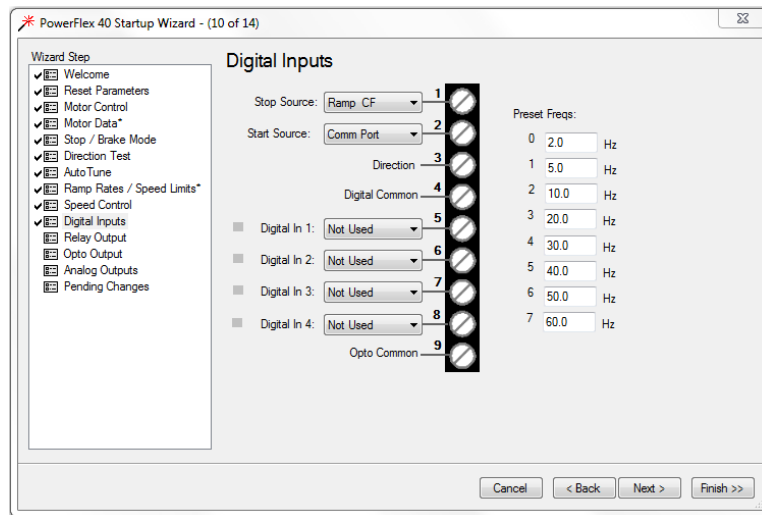 PowerFlex 40 Startup Wizard - (10 of 14)
Wizard Step
Welcome
Reset Parameters
Motor Control
Motor Data*
Stop / Brake Mode
Direction Test
AutoTune
Ramp Rates / Speed Limits*
Speed Control
Digital Inputs
Relay Output
Opto Output
Analog Outputs
Pending Changes
Digital Inputs
Stop Source: Ramp CF 1
Start Source: Comm Port 2
Direction 3
Digital Common 4
Digital In 1: Not Used 5
Digital In 2: Not Used 6
Digital In 3: Not Used 7
Digital In 4: Not Used 8
Opto Common 9
Preset Freqs:
0 2.0 Hz
1 5.0 Hz
2 10.0 Hz
3 20.0 Hz
4 30.0 Hz
5 40.0 Hz
6 50.0 Hz
7 60.0 Hz
Cancel < Back Next > Finish >>